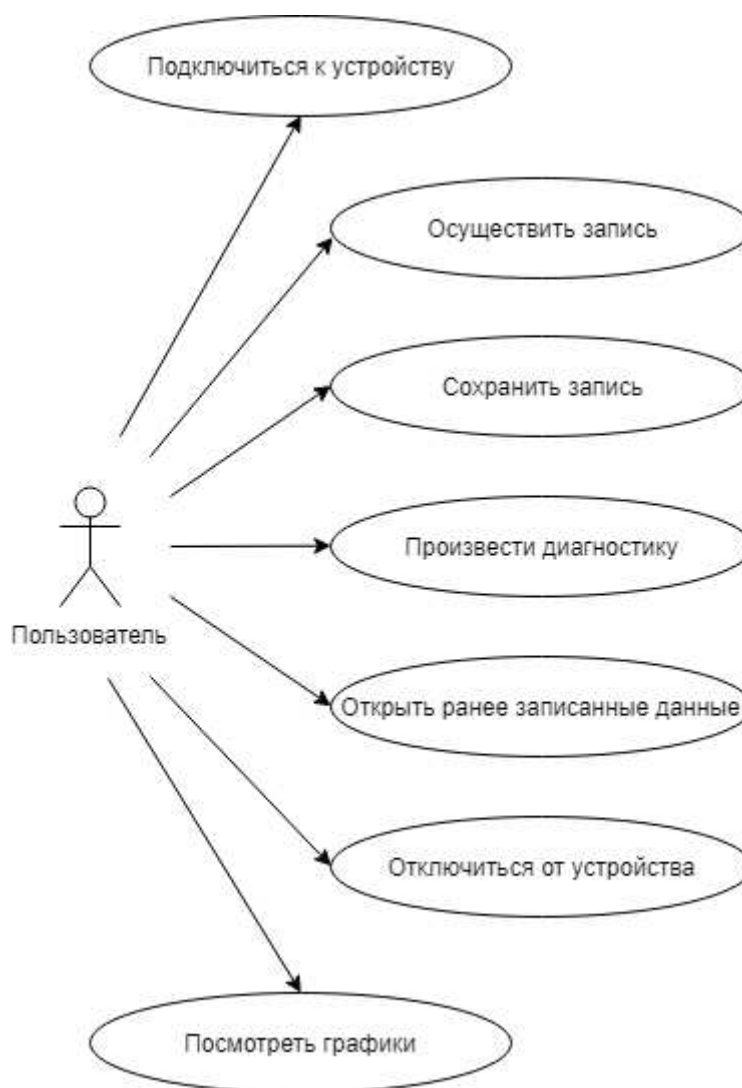 Подключиться к устройству
Осуществить запись
Сохранить запись
Произвести диагностику
Пользователь
Открыть ранее записанные данные
Отключиться от устройства
Посмотреть графики